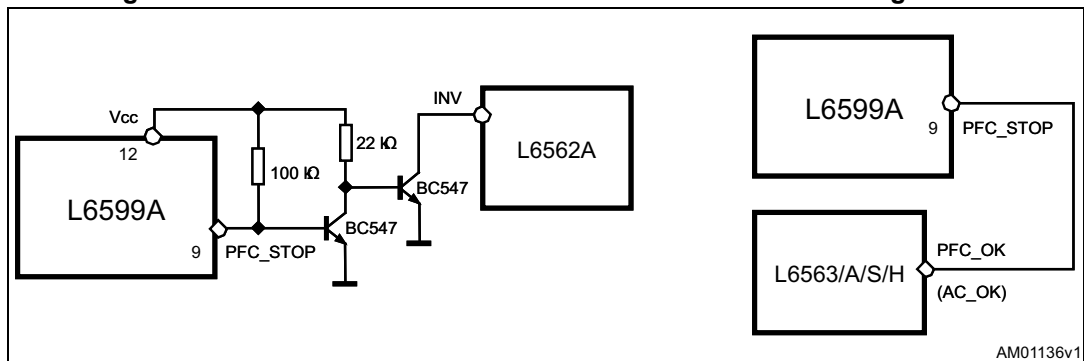 Vcc
12
L6599A
9
PFC_STOP
100 kΩ
22 kΩ
BC547
BC547
INV
L6562A
L6599A
9
PFC_STOP
L6563/A/S/H
PFC_OK
(AC_OK)
AM01136v1